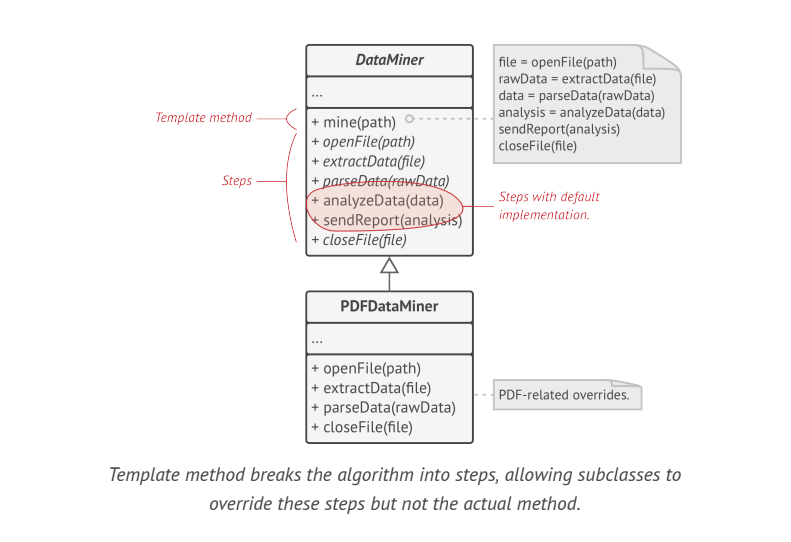 DataMiner
...
Template method
+ mine(path)
+ openFile(path)
+ extractData(file)
+ parseData(rawData)
+ analyzeData(data)
+ sendReport(analysis)
+ closeFile(file)
Steps
file = openFile(path)
rawData = extractData(file)
data = parseData(rawData)
analysis = analyzeData(data)
sendReport(analysis)
closeFile(file)
Steps with default
implementation.
PDFDataMiner
...
+ openFile(path)
+ extractData(file)
+ parseData(rawData)
+ closeFile(file)
PDF-related overrides.
Template method breaks the algorithm into steps, allowing subclasses to
override these steps but not the actual method.